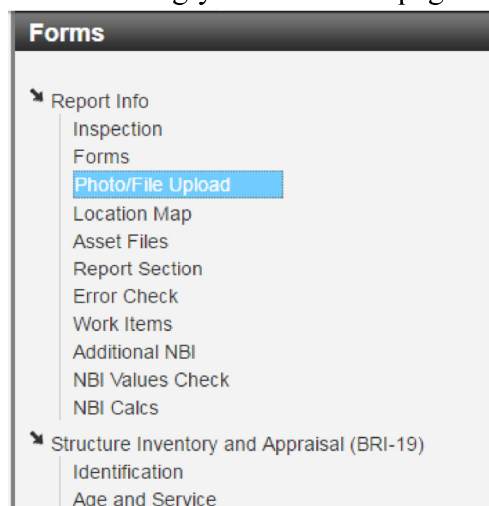 Forms
Report Info
Inspection
Forms
Photo/File Upload
Location Map
Asset Files
Report Section
Error Check
Work Items
Additional NBI
NBI Values Check
NBI Calcs
Structure Inventory and Appraisal (BRI-19)
Identification
Age and Service